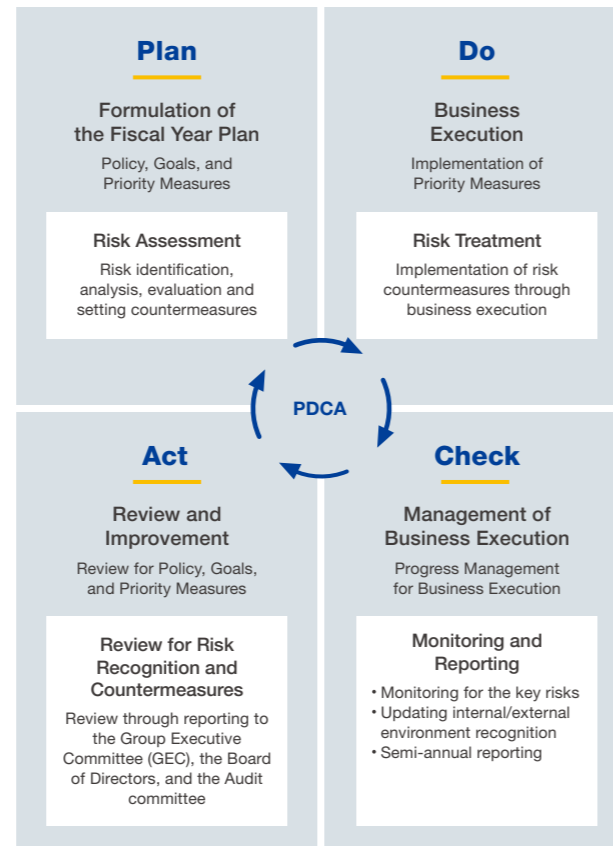 Plan
Formulation of
the Fiscal Year Plan
Policy, Goals, and
Priority Measures
Risk Assessment
Risk identification,
analysis, evaluation and
setting countermeasures
Do
Business
Execution
Implementation of
Priority Measures
Risk Treatment
Implementation of risk
countermeasures through
business execution
PDCA
Act
Review and
Improvement
Review for Policy, Goals,
and Priority Measures
Review for Risk
Recognition and
Countermeasures
Review through reporting to
the Group Executive
Committee (GEC), the Board
of Directors, and the Audit
committee
Check
Management of
Business Execution
Progress Management
for Business Execution
Monitoring and
Reporting
• Monitoring for the key risks
• Updating internal/external
environment recognition
• Semi-annual reporting